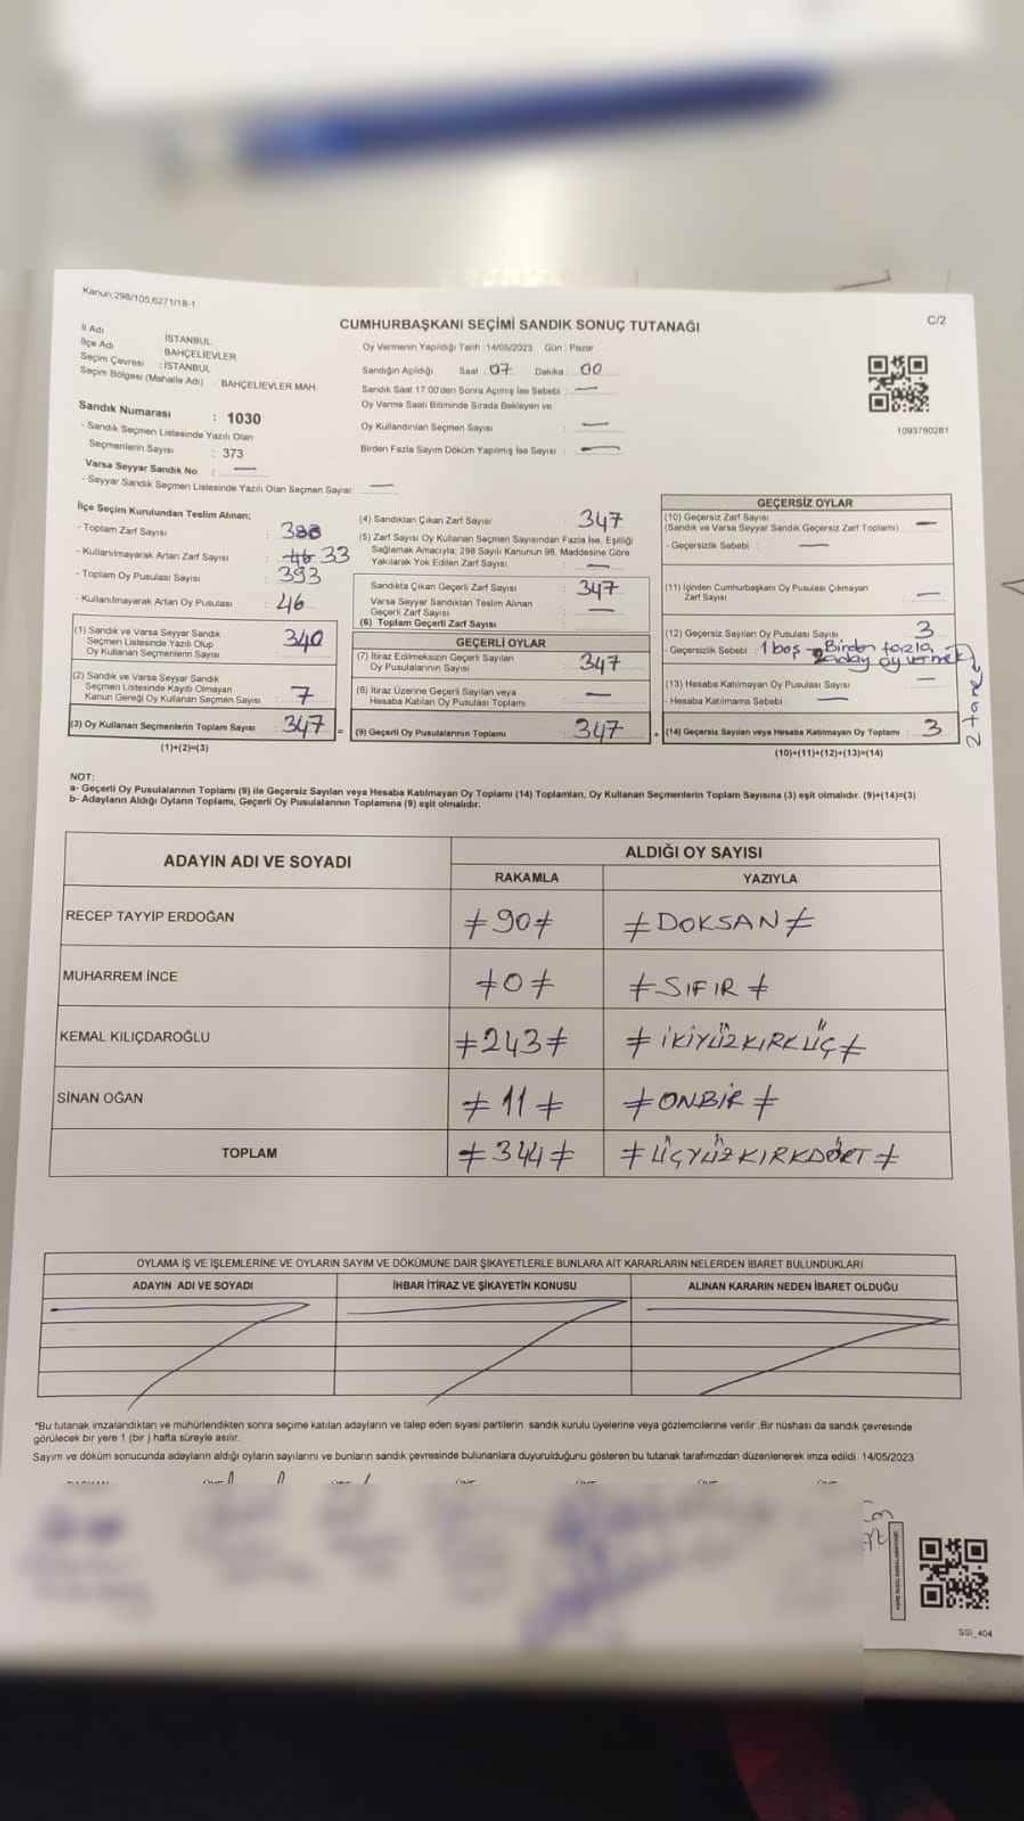 Kanun:298/105,6271/18-1
C/2
CUMHURBAŞKANI SEÇİMİ SANDIK SONUÇ TUTANAĞI
İl Adı : İSTANBUL
İlçe Adı : BAHÇELİEVLER
Seçim Çevresi : İSTANBUL
Seçim Bölgesi (Mahalle Adı) : BAHÇELİEVLER MAH.
Sandık Numarası : 1030
- Sandık Seçmen Listesinde Yazılı Olan
Seçmenlerin Sayısı : 373
Varsa Seyyar Sandık No : —
- Seyyar Sandık Seçmen Listesinde Yazılı Olan Seçmen Sayısı: —
Oy Vermenin Yapıldığı Tarih :14/05/2023 Gün : Pazar
Sandığın Açıldığı Saat : 07 Dakika : 00
Sandık Saat 17:00'den Sonra Açılmış İse Sebebi : —
Oy Verme Saati Bitiminde Sırada Bekleyen ve
Oy Kullandırılan Seçmen Sayısı : —
Birden Fazla Sayım Döküm Yapılmış İse Sayısı : —
1093780281
İlçe Seçim Kurulundan Teslim Alınan;
- Toplam Zarf Sayısı :
- Kullanılmayarak Artan Zarf Sayısı : 33
- Toplam Oy Pusulası Sayısı : 393
- Kullanılmayarak Artan Oy Pusulası : 46
(1) Sandık ve Varsa Seyyar Sandık
Seçmen Listesinde Yazılı Olup
Oy Kullanan Seçmenlerin Sayısı : 340
(2) Sandık ve Varsa Seyyar Sandık
Seçmen Listesinde Kayıtlı Olmayan
Kanun Gereği Oy Kullanan Seçmen Sayısı : 7
(3) Oy Kullanan Seçmenlerin Toplam Sayısı : 347
(1)+(2)=(3)
(4) Sandıktan Çıkan Zarf Sayısı : 347
(5) Zarf Sayısı Oy Kullanan Seçmen Sayısından Fazla İse, Eşitliği
Sağlamak Amacıyla; 298 Sayılı Kanunun 98. Maddesine Göre
Yakılarak Yok Edilen Zarf Sayısı : —
Sandıkta Çıkan Geçerli Zarf Sayısı : 347
Varsa Seyyar Sandıktan Teslim Alınan
Geçerli Zarf Sayısı : —
(6) Toplam Geçerli Zarf Sayısı
GEÇERLİ OYLAR
(7) İtiraz Edilmeksizin Geçerli Sayılan
Oy Pusulalarının Sayısı : 347
(8) İtiraz Üzerine Geçerli Sayılan veya
Hesaba Katılan Oy Pusulası Toplamı : —
= (9) Geçerli Oy Pusulalarının Toplamı : 347
GEÇERSİZ OYLAR
(10) Geçersiz Zarf Sayısı
(Sandık ve Varsa Seyyar Sandık Geçersiz Zarf Toplamı) : —
- Geçersizlik Sebebi : —
(11) İçinden Cumhurbaşkanı Oy Pusulası Çıkmayan
Zarf Sayısı : —
(12) Geçersiz Sayılan Oy Pusulası Sayısı : 3
- Geçersizlik Sebebi : 1 boş - Birden fazla
aday oy vermek
2 tane
(13) Hesaba Katılmayan Oy Pusulası Sayısı : —
- Hesaba Katılmama Sebebi : —
+ (14) Geçersiz Sayılan veya Hesaba Katılmayan Oy Toplamı : 3
(10)+(11)+(12)+(13)=(14)
NOT:
a- Geçerli Oy Pusulalarının Toplamı (9) ile Geçersiz Sayılan veya Hesaba Katılmayan Oy Toplamı (14) Toplamları, Oy Kullanan Seçmenlerin Toplam Sayısına (3) eşit olmalıdır. (9)+(14)=(3)
b- Adayların Aldığı Oyların Toplamı, Geçerli Oy Pusulalarının Toplamına (9) eşit olmalıdır.
ADAYIN ADI VE SOYADI
ALDIĞI OY SAYISI
RAKAMLA YAZIYLA
RECEP TAYYİP ERDOĞAN ≠90≠ ≠DOKSAN≠
MUHARREM İNCE ≠0≠ ≠SIFIR≠
KEMAL KILIÇDAROĞLU ≠243≠ ≠İKİYÜZKIRKÜÇ≠
SİNAN OĞAN ≠11≠ ≠ONBİR≠
TOPLAM ≠344≠ ≠ÜÇYÜZKIRKDÖRT≠
OYLAMA İŞ VE İŞLEMLERİNE VE OYLARIN SAYIM VE DÖKÜMÜNE DAİR ŞİKAYETLERLE BUNLARA AİT KARARLARIN NELERDEN İBARET BULUNDUKLARI
ADAYIN ADI VE SOYADI İHBAR İTİRAZ VE ŞİKAYETİN KONUSU ALINAN KARARIN NEDEN İBARET OLDUĞU
*Bu tutanak imzalandıktan ve mühürlendikten sonra seçime katılan adayların ve talep eden siyasi partilerin sandık kurulu üyelerine veya gözlemcilerine verilir .Bir nüshası da sandık çevresinde
görülecek bir yere 1 (bir ) hafta süreyle asılır.
Sayım ve döküm sonucunda adayların aldığı oyların sayılarını ve bunların sandık çevresinde bulunanlara duyurulduğunu gösteren bu tutanak tarafımızdan düzenlenerek imza edildi. 14/05/2023
SGI_404